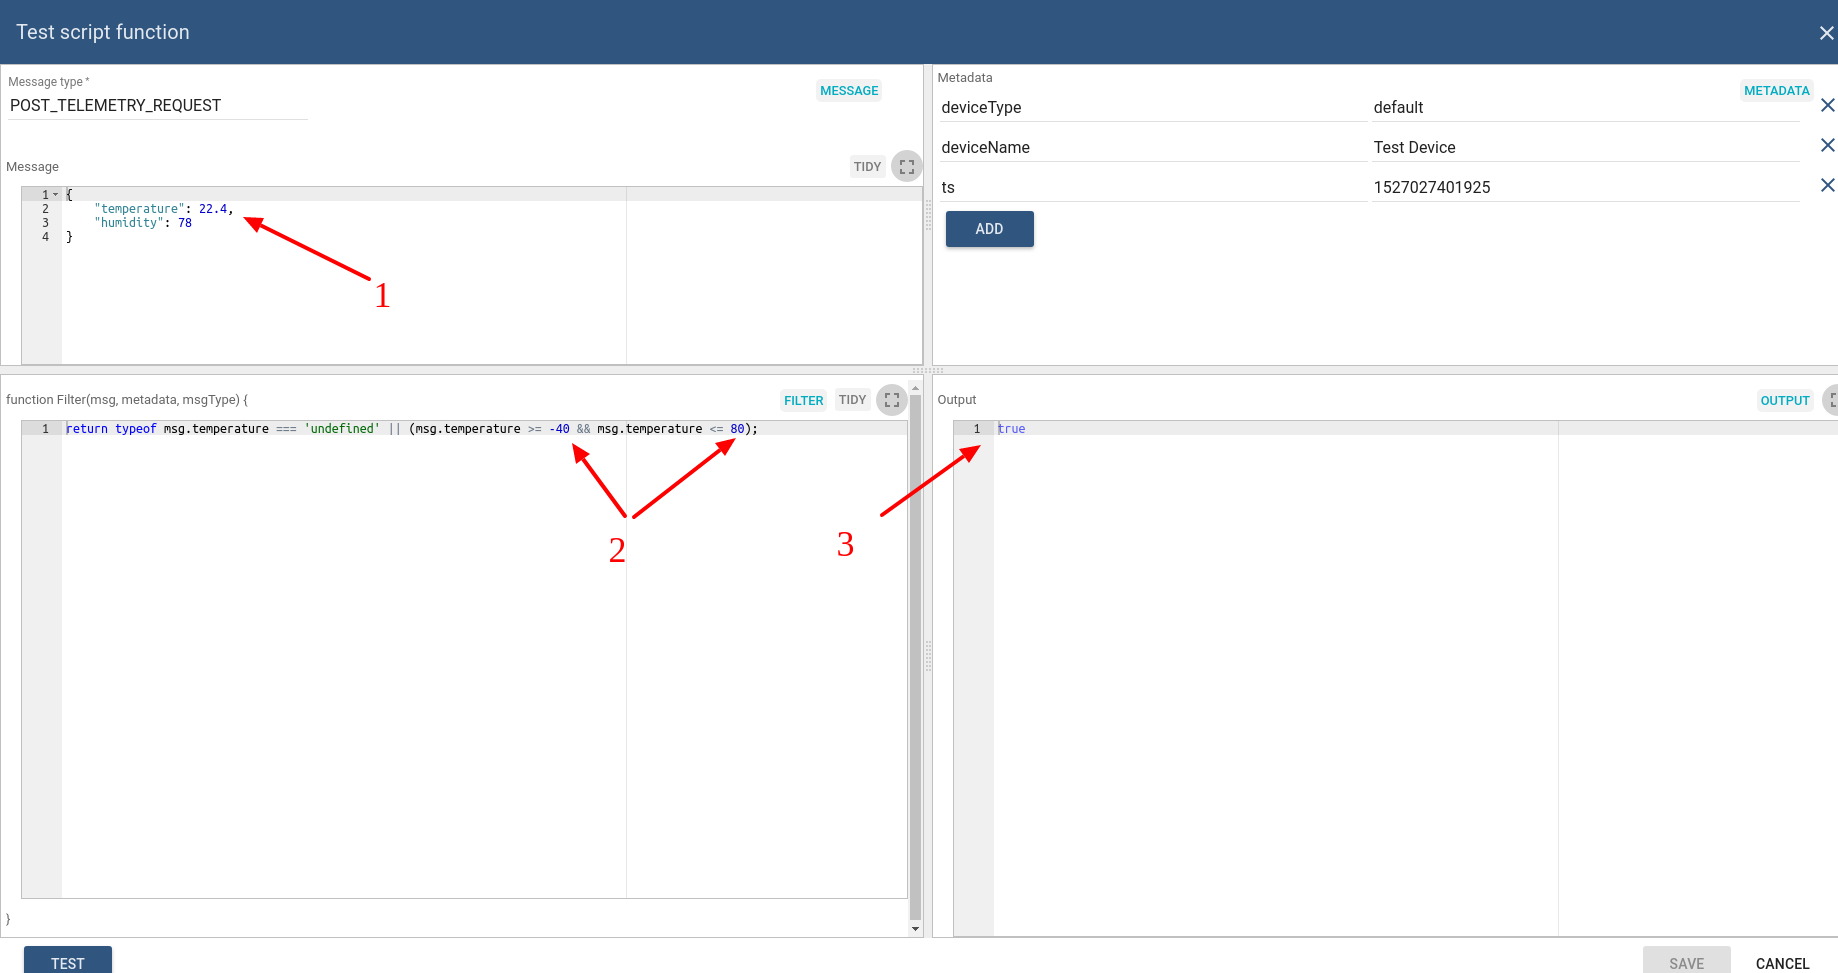 Test script function
Message type *
POST_TELEMETRY_REQUEST
MESSAGE
Message
TIDY
1 {
2 "temperature": 22.4,
3 "humidity": 78
4 }
1
Metadata
METADATA
deviceType default
deviceName Test Device
ts 1527027401925
ADD
function Filter(msg, metadata, msgType) {
FILTER TIDY
1 return typeof msg.temperature === 'undefined' || (msg.temperature >= -40 && msg.temperature <= 80);
2
}
Output
OUTPUT
1 true
3
TEST
SAVE CANCEL